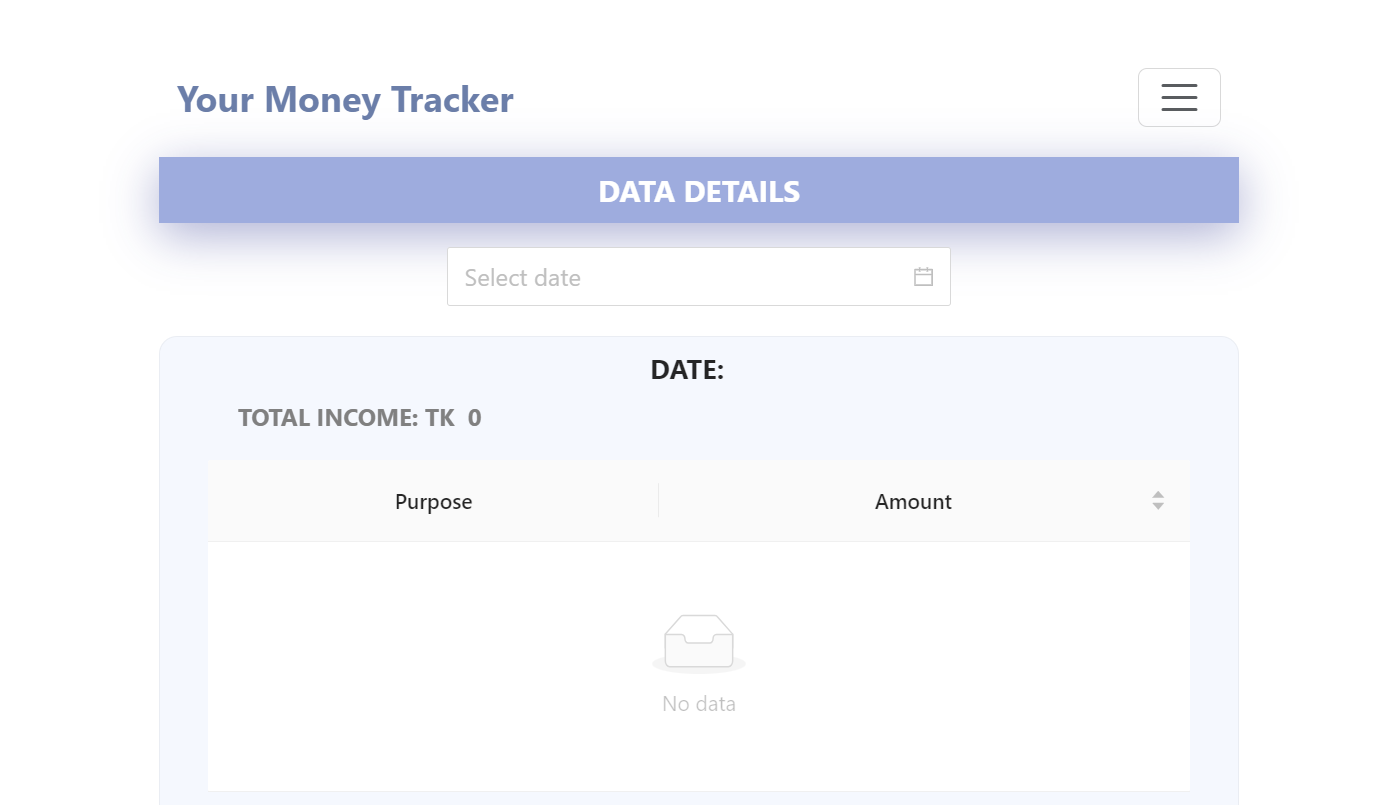 Your Money Tracker
DATA DETAILS
Select date
DATE:
TOTAL INCOME: TK  0
Purpose Amount
No data